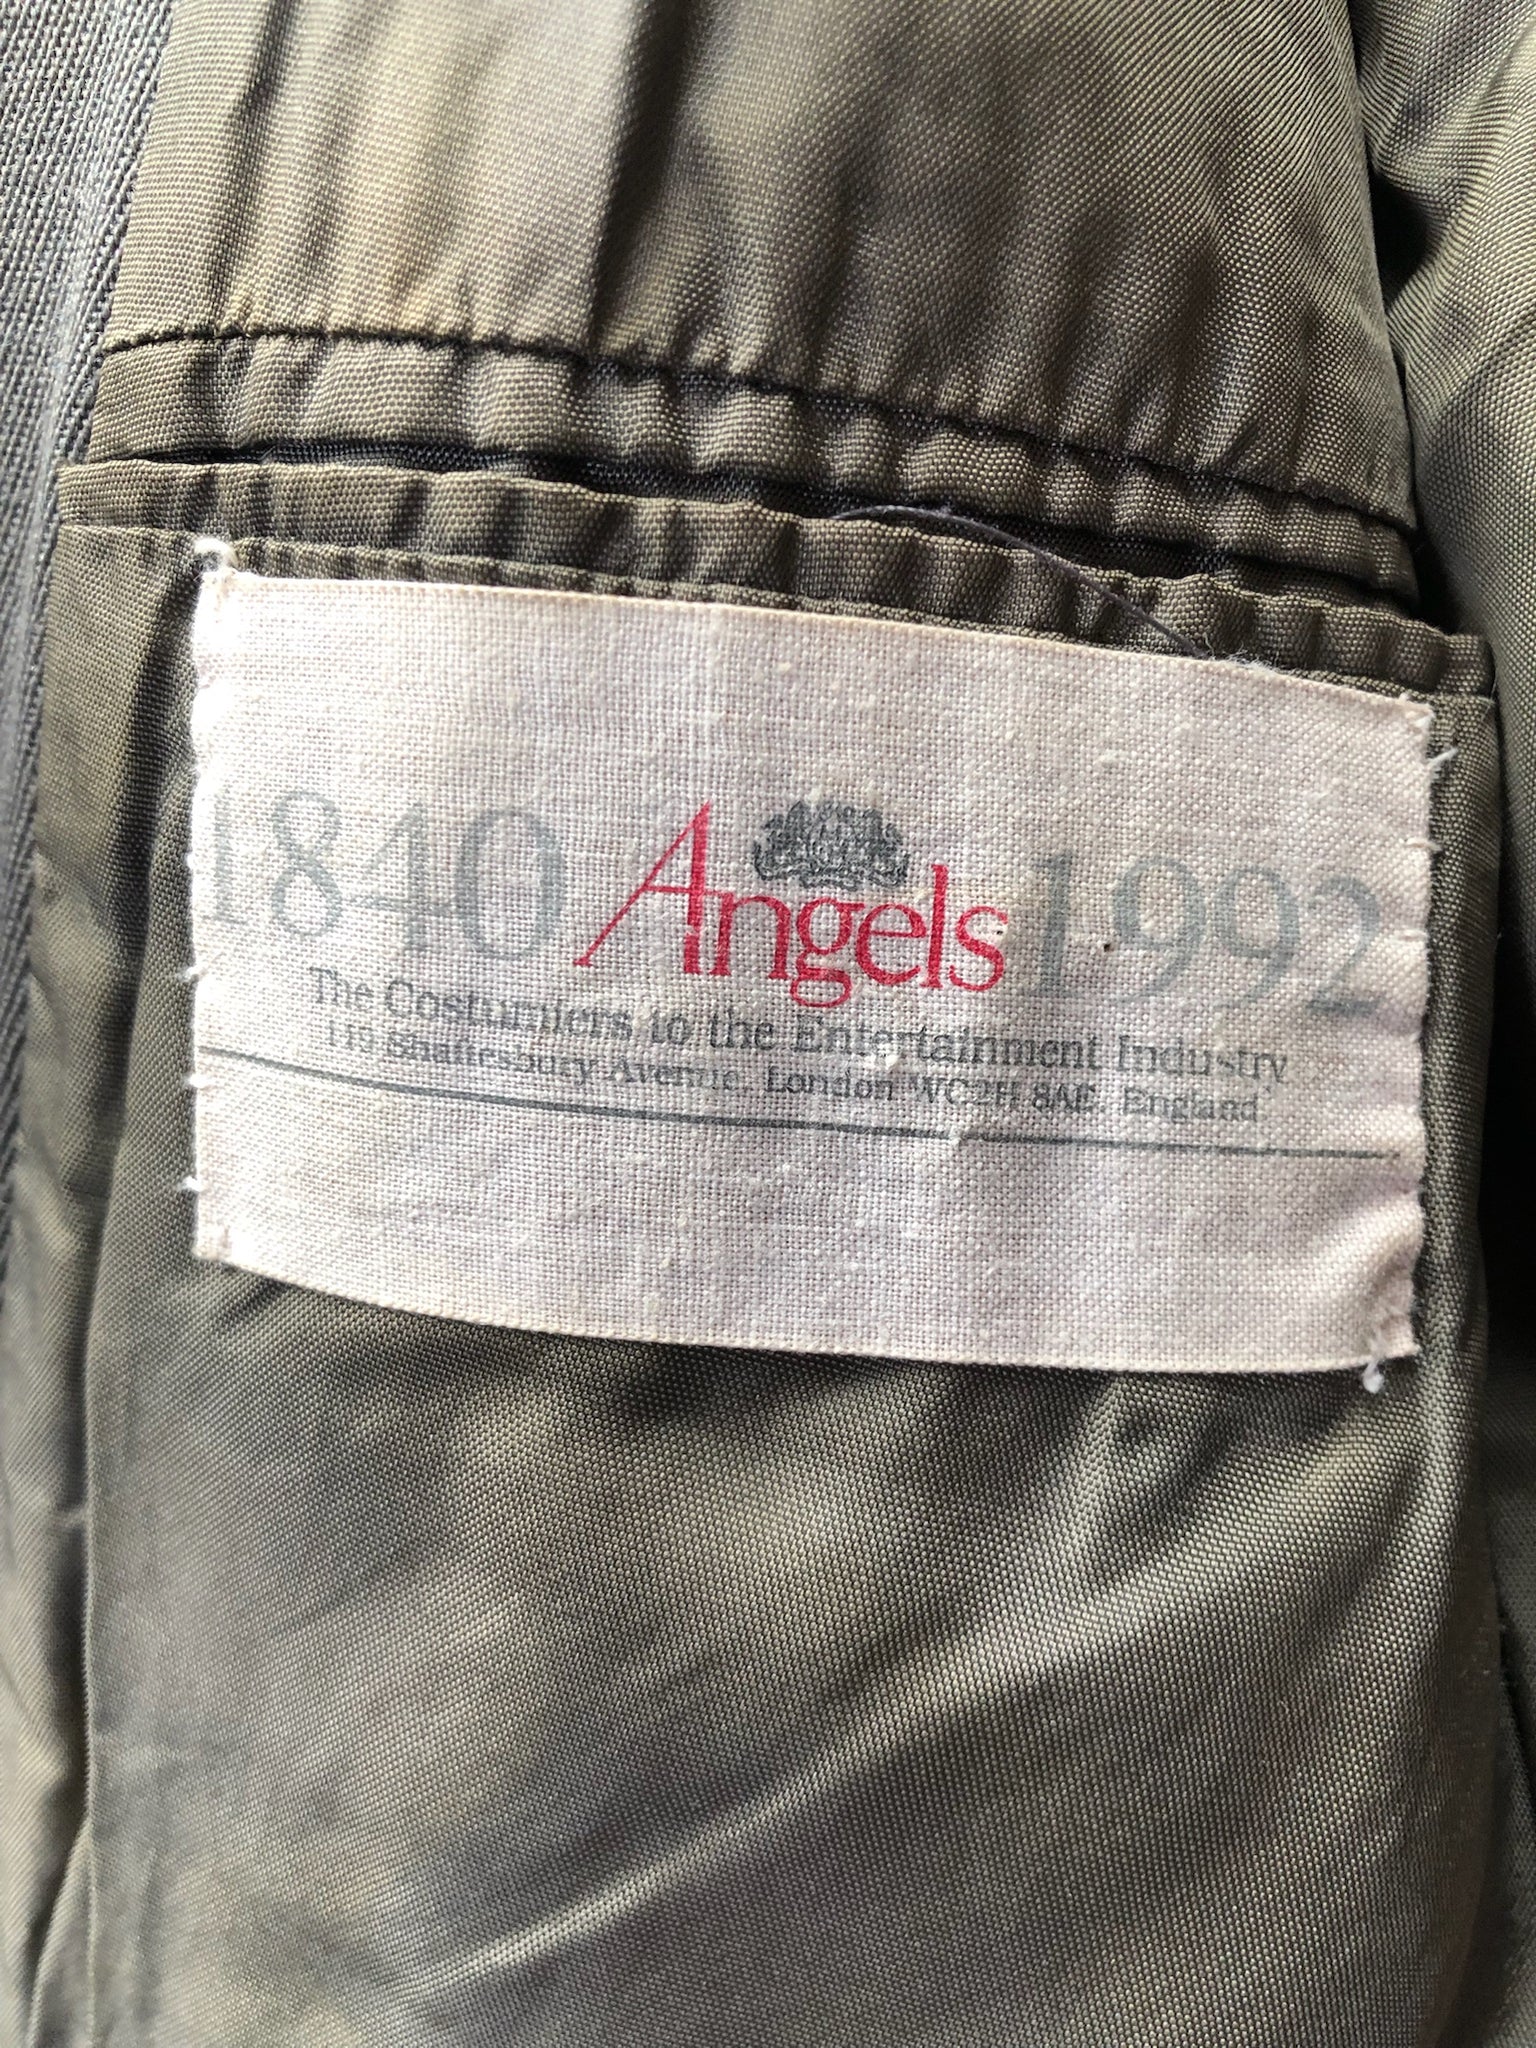 1840 Angels 1992
The Costumiers to the Entertainment Industry
119 Shaftesbury Avenue, London WC2H 8AE, England.